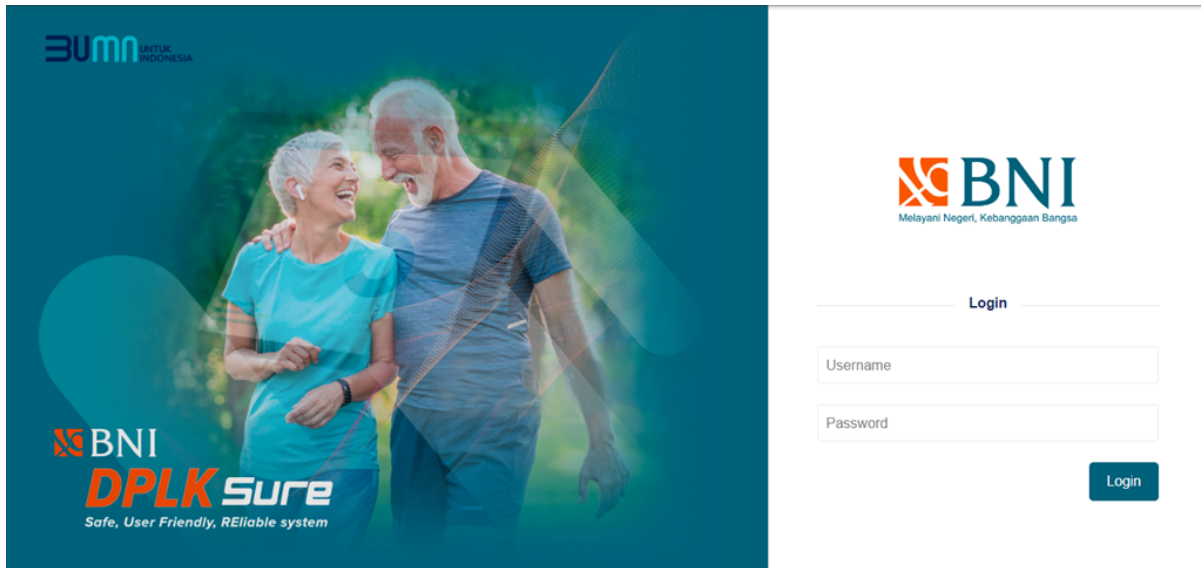 BUMN UNTUK
INDONESIA
BNI
DPLK Sure
Safe, User Friendly, REliable system
BNI
Melayani Negeri, Kebanggaan Bangsa
Login
Username
Password
Login